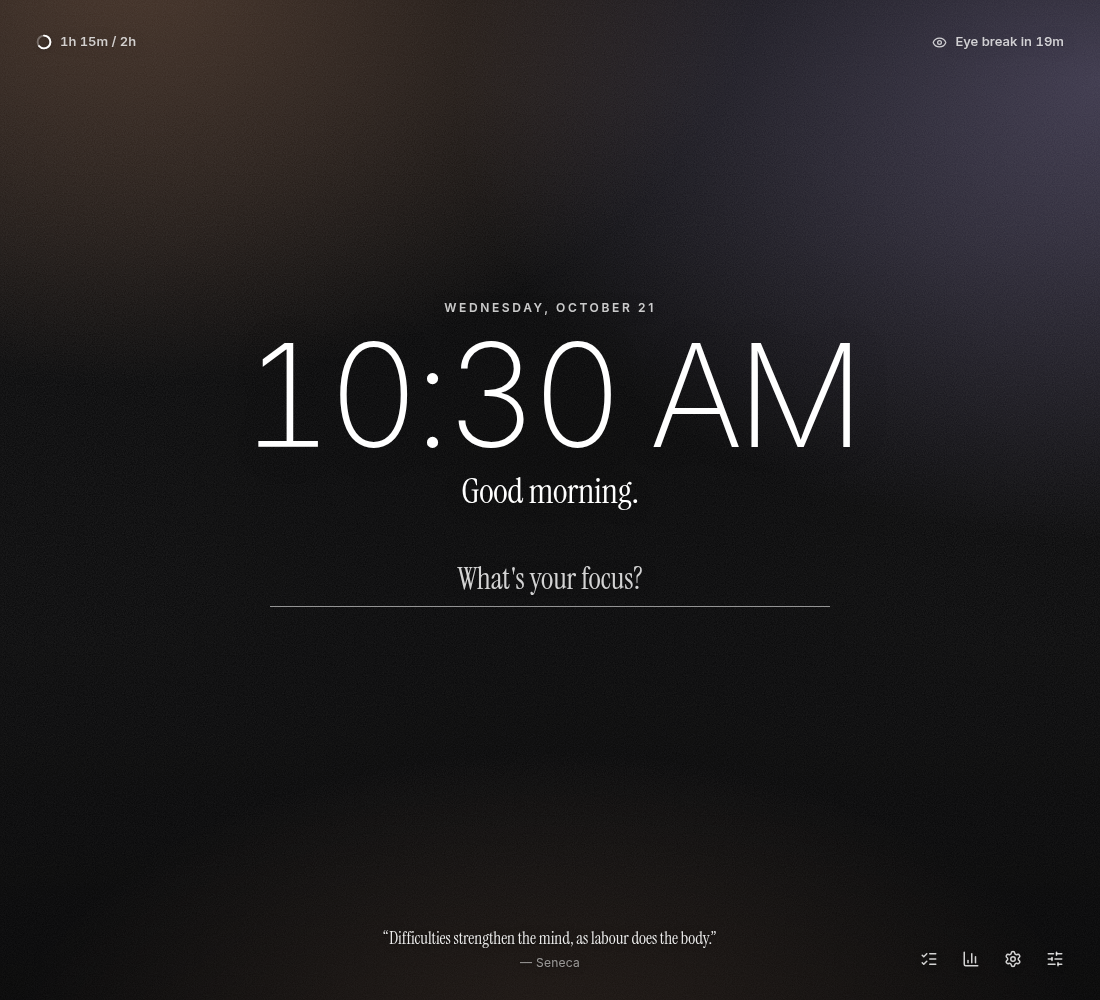 1h 15m / 2h
Eye break in 19m
WEDNESDAY, OCTOBER 21
10:30 AM
Good morning.
What's your focus?
“Difficulties strengthen the mind, as labour does the body.”
— Seneca